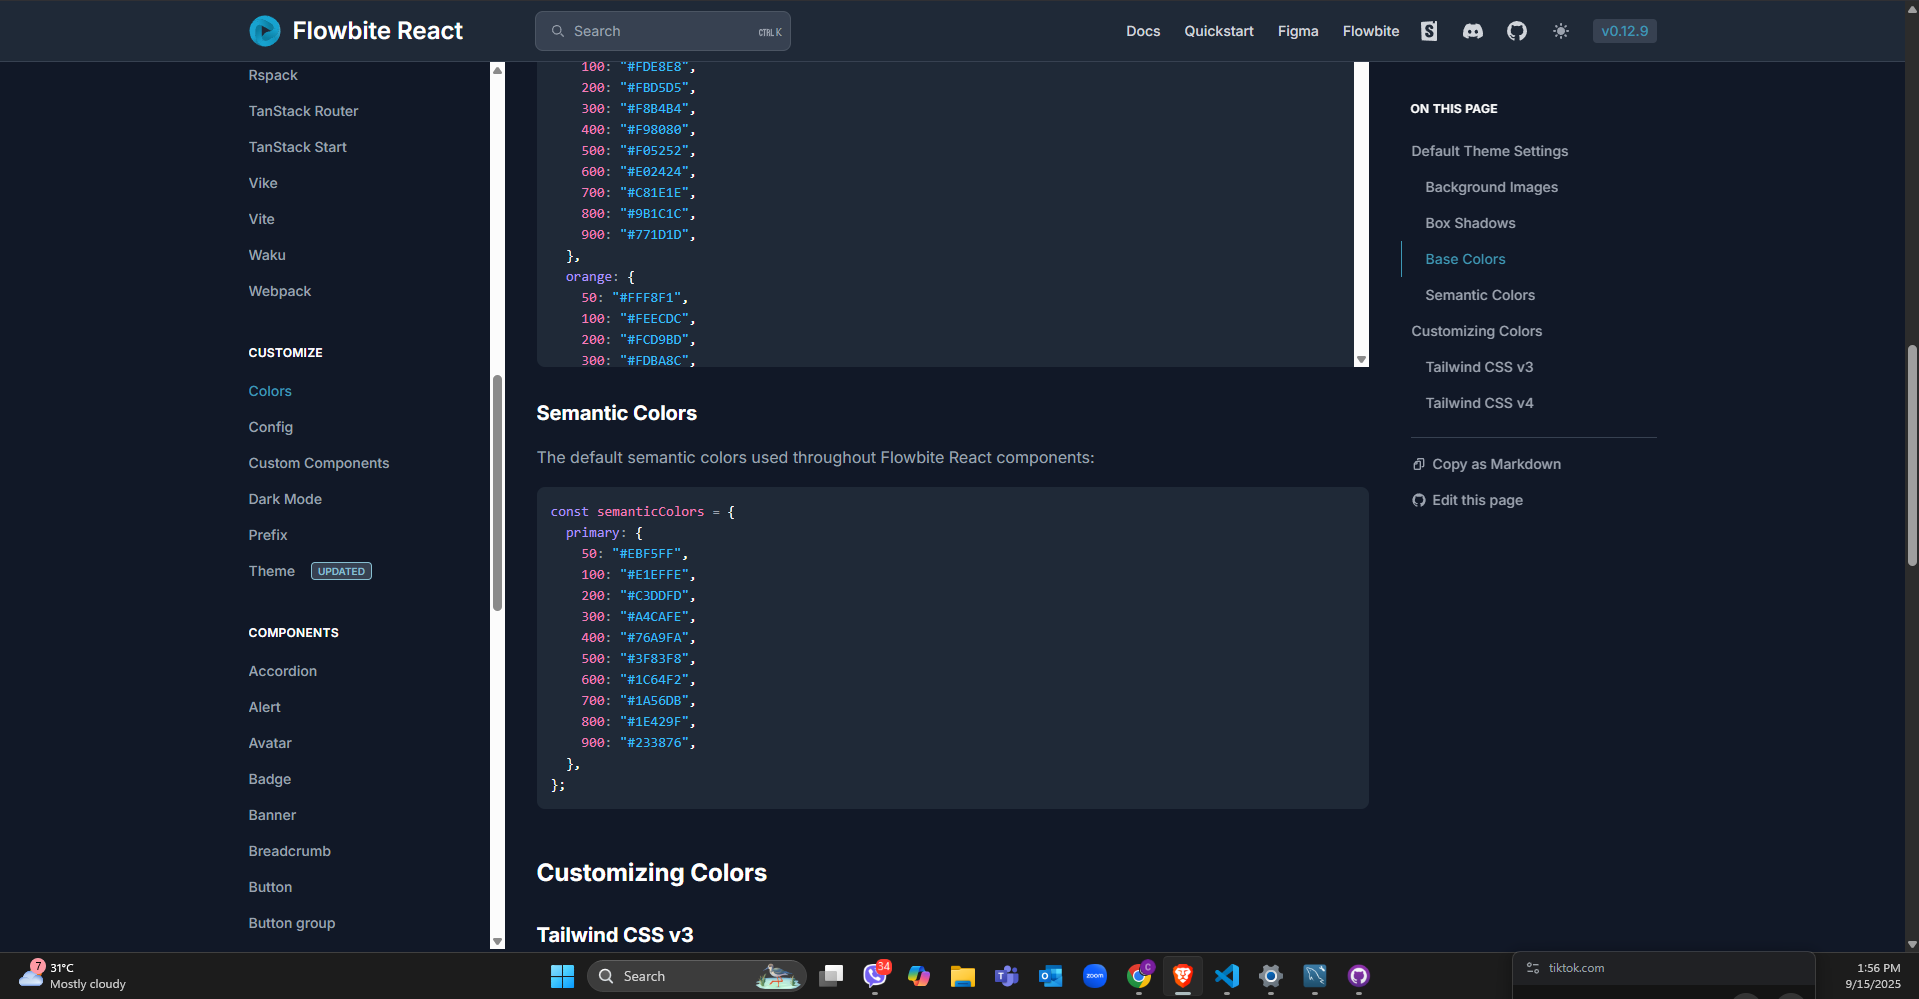 Flowbite React
Search
CTRL K
Docs
Quickstart
Figma
Flowbite
v0.12.9
Rspack
TanStack Router
TanStack Start
Vike
Vite
Waku
Webpack
CUSTOMIZE
Colors
Config
Custom Components
Dark Mode
Prefix
Theme UPDATED
COMPONENTS
Accordion
Alert
Avatar
Badge
Banner
Breadcrumb
Button
Button group
100: "#FDE8E8",
200: "#FBD5D5",
300: "#F8B4B4",
400: "#F98080",
500: "#F05252",
600: "#E02424",
700: "#C81E1E",
800: "#9B1C1C",
900: "#771D1D",
},
orange: {
50: "#FFF8F1",
100: "#FEECDC",
200: "#FCD9BD",
300: "#FDBA8C",
Semantic Colors
The default semantic colors used throughout Flowbite React components:
const semanticColors = {
primary: {
50: "#EBF5FF",
100: "#E1EFFE",
200: "#C3DDFD",
300: "#A4CAFE",
400: "#76A9FA",
500: "#3F83F8",
600: "#1C64F2",
700: "#1A56DB",
800: "#1E429F",
900: "#233876",
},
};
Customizing Colors
Tailwind CSS v3
ON THIS PAGE
Default Theme Settings
Background Images
Box Shadows
Base Colors
Semantic Colors
Customizing Colors
Tailwind CSS v3
Tailwind CSS v4
Copy as Markdown
Edit this page
7
31°C
Mostly cloudy
Search
34
zoom
C
tiktok.com
1:56 PM
9/15/2025